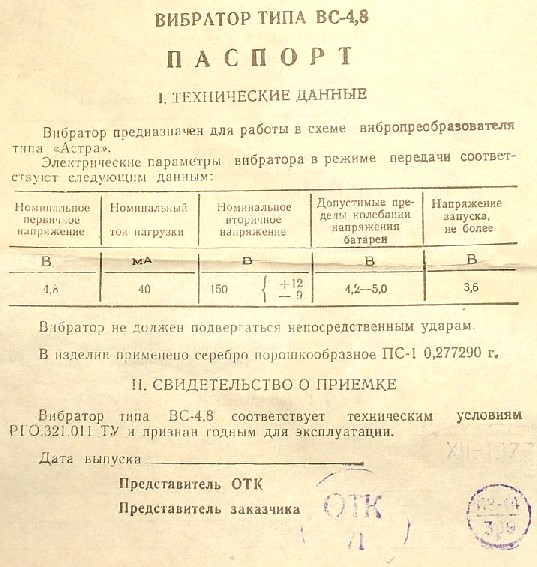 ВИБРАТОР ТИПА ВС-4,8
ПАСПОРТ
I. ТЕХНИЧЕСКИЕ ДАННЫЕ
Вибратор предназначен для работы в схеме вибропреобразователя
типа «Астра».
Электрические параметры вибратора в режиме передачи соответ-
ствуют следующим данным:
Номинальное первичное напряжение
Номинальный ток нагрузки
Номинальное вторичное напряжение
Допустимые пре-делы колебаний напряжения батареи
Напряжение запуска, не более
В мА В В В
4,8 40 150 { +12 — 9 4,2—5,0 3,6
Вибратор не должен подвергаться непосредственным ударам.
В изделии применено серебро порошкообразное ПС-1 0,277290 г.
II. СВИДЕТЕЛЬСТВО О ПРИЕМКЕ
Вибратор типа ВС-4,8 соответствует техническим условиям
РГО.321.011 ТУ и признан годным для эксплуатации.
Дата выпуска
Представитель ОТК
Представитель заказчика
ОТК